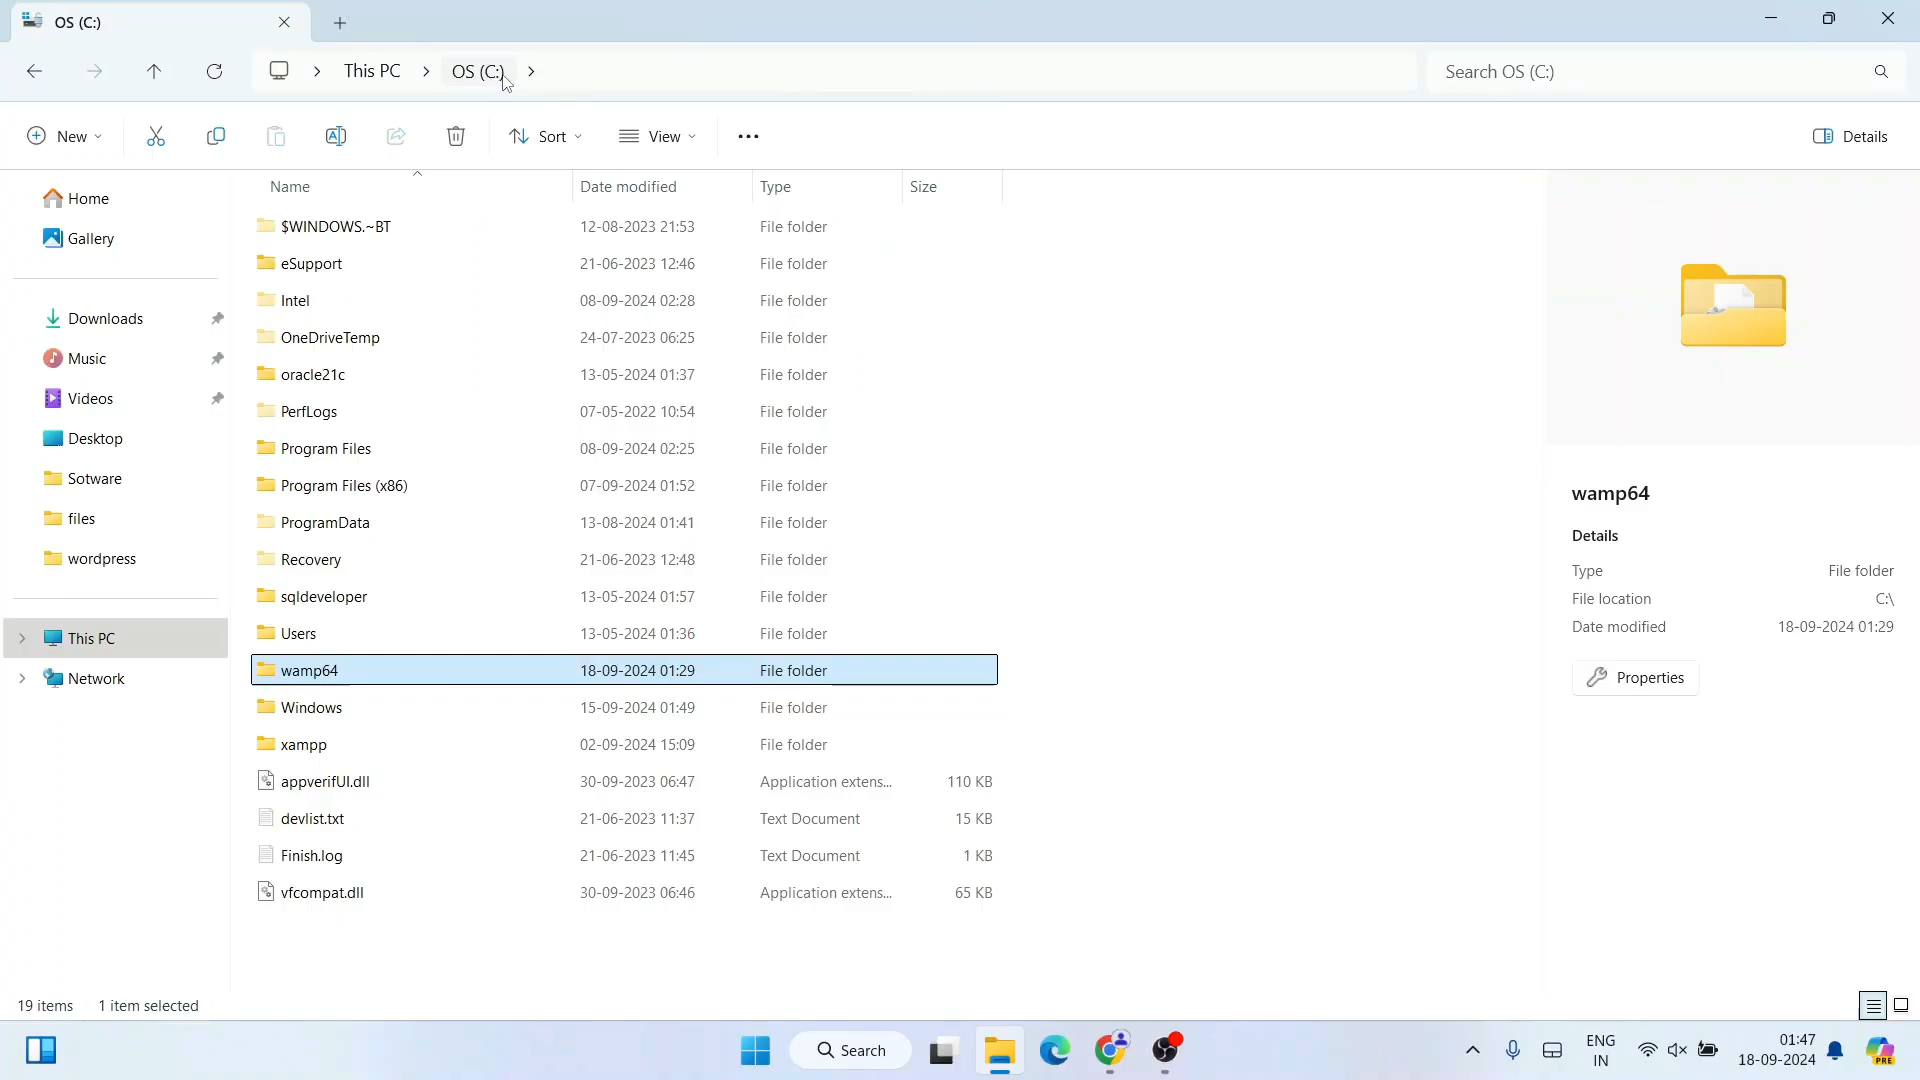 OS (C:)
This PC
OS (C:)
Search OS (C:)
New
Sort
View
Details
Name
Date modified
Type
Size
Home
Gallery
Downloads
Music
Videos
Desktop
Sotware
files
wordpress
This PC
Network
$WINDOWS.~BT 12-08-2023 21:53 File folder
eSupport 21-06-2023 12:46 File folder
Intel 08-09-2024 02:28 File folder
OneDriveTemp 24-07-2023 06:25 File folder
oracle21c 13-05-2024 01:37 File folder
PerfLogs 07-05-2022 10:54 File folder
Program Files 08-09-2024 02:25 File folder
Program Files (x86) 07-09-2024 01:52 File folder
ProgramData 13-08-2024 01:41 File folder
Recovery 21-06-2023 12:48 File folder
sqldeveloper 13-05-2024 01:57 File folder
Users 13-05-2024 01:36 File folder
wamp64 18-09-2024 01:29 File folder
Windows 15-09-2024 01:49 File folder
xampp 02-09-2024 15:09 File folder
appverifUI.dll 30-09-2023 06:47 Application extens... 110 KB
devlist.txt 21-06-2023 11:37 Text Document 15 KB
Finish.log 21-06-2023 11:45 Text Document 1 KB
vfcompat.dll 30-09-2023 06:46 Application extens... 65 KB
wamp64
Details
Type File folder
File location C:\
Date modified 18-09-2024 01:29
Properties
19 items 1 item selected
Search
ENG
IN
01:47
18-09-2024
PRE